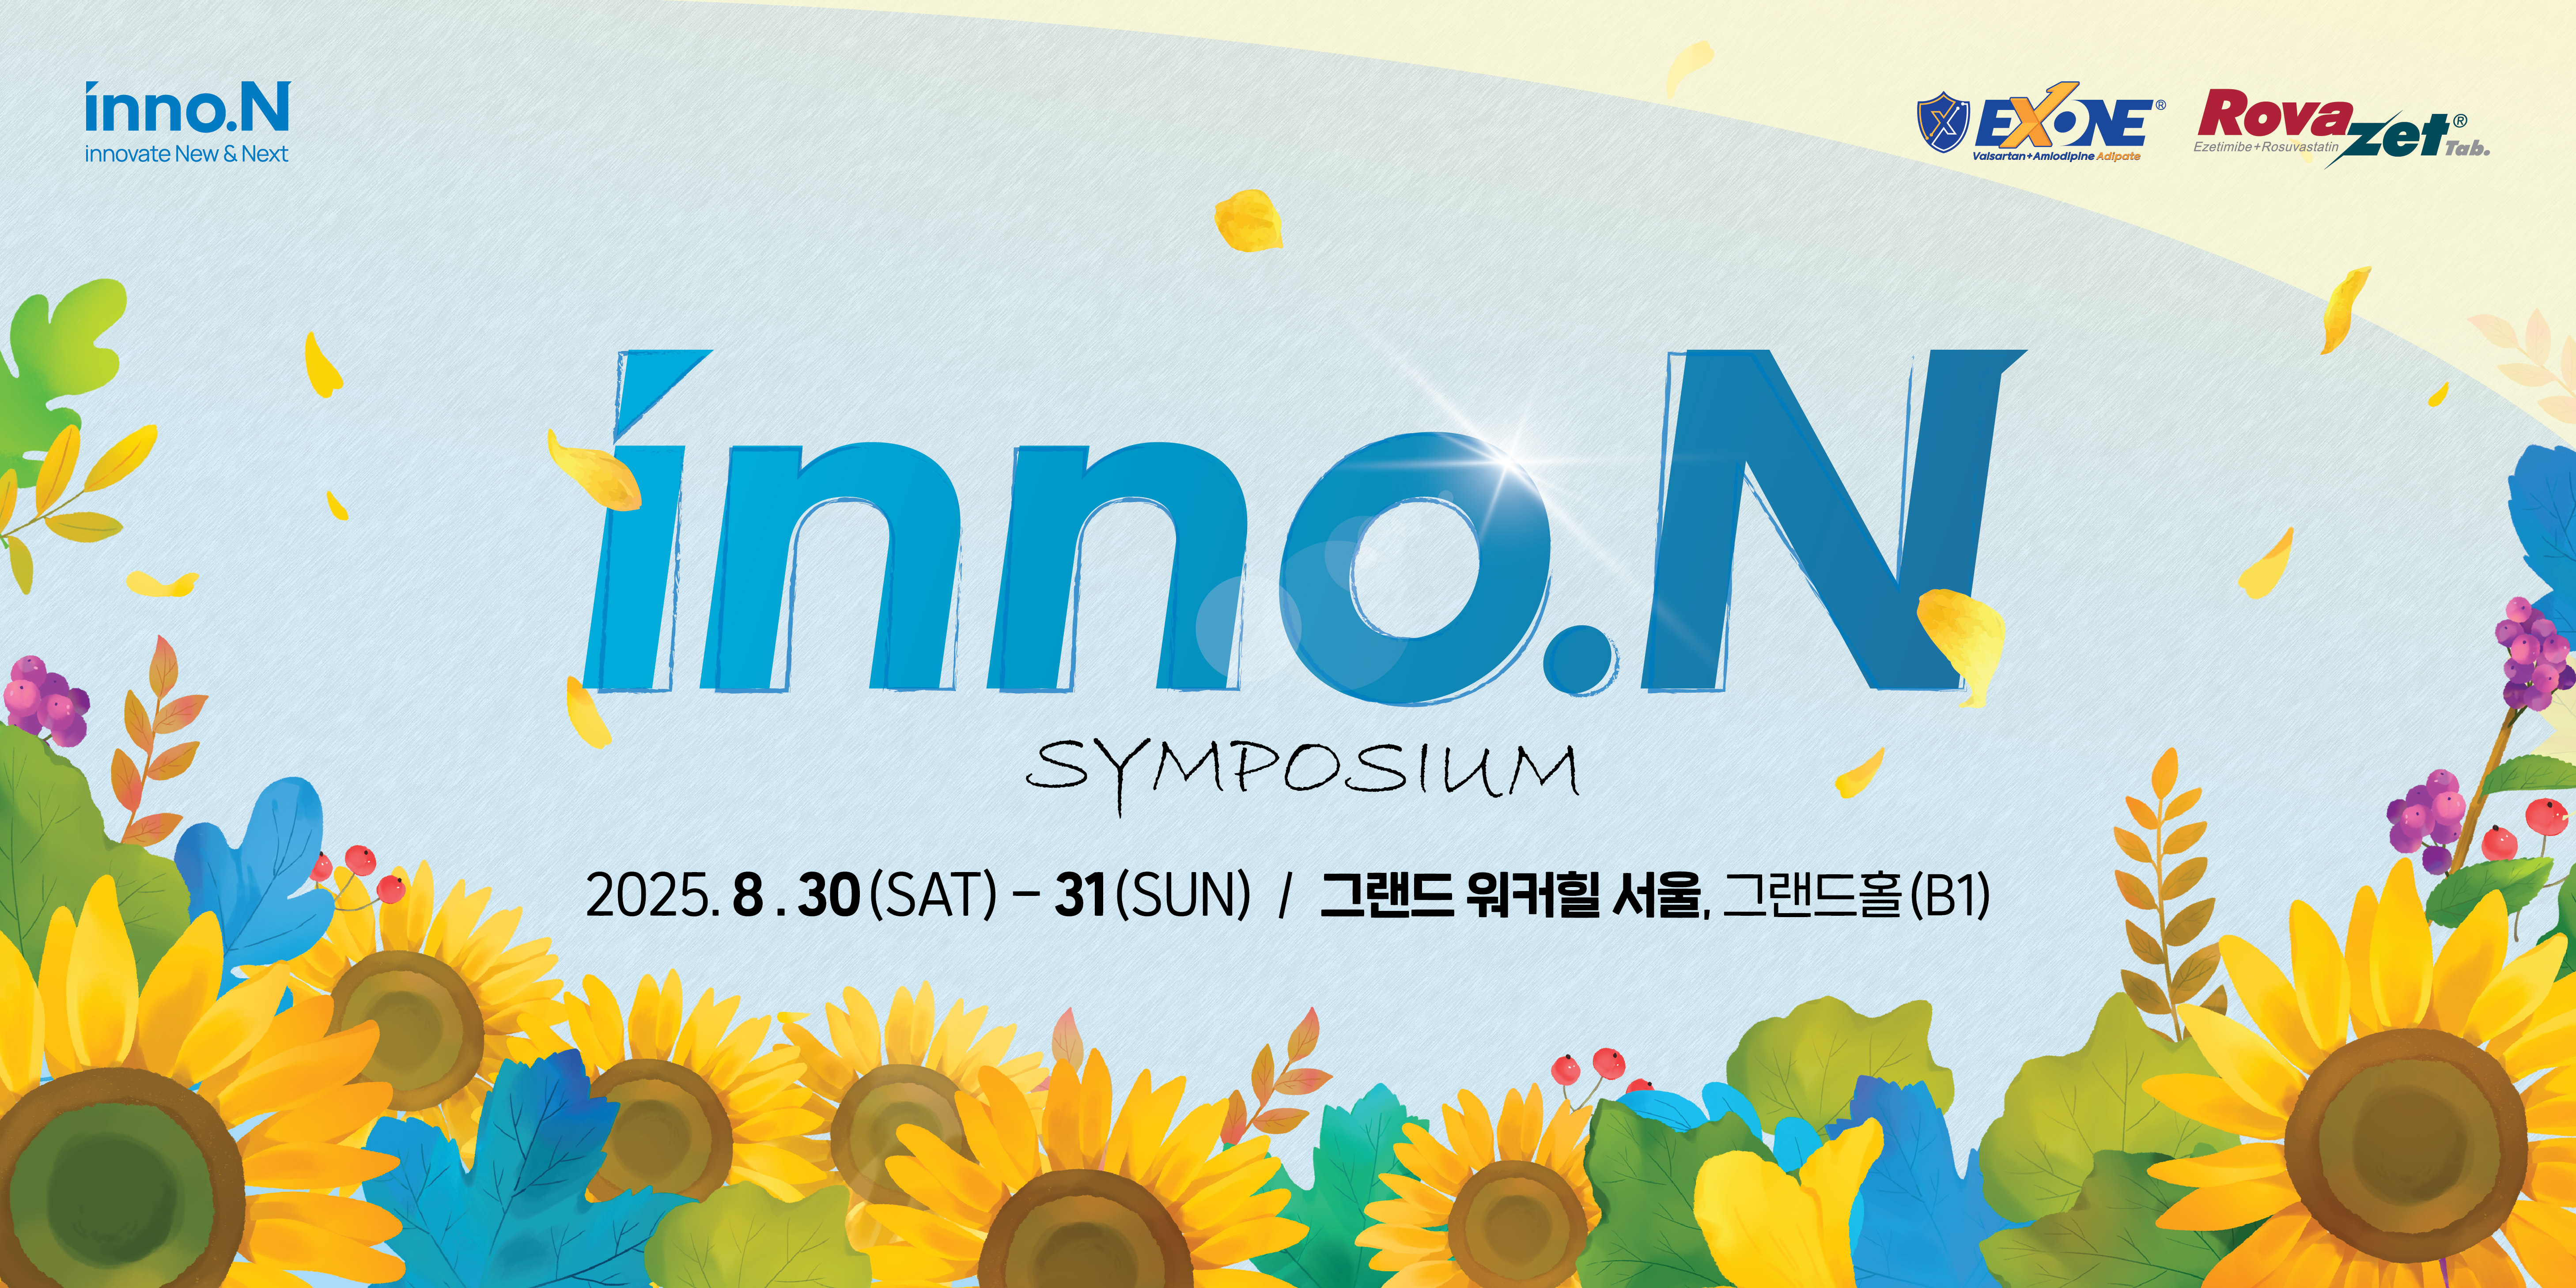 inno.N
innovate New & Next
EXONE®
Valsartan+Amlodipine Adipate
Rovazet® Tab.
Ezetimibe+Rosuvastatin
inno.N
SYMPOSIUM
2025. 8 . 30 (SAT) – 31 (SUN) / 그랜드 워커힐 서울, 그랜드홀 (B1)